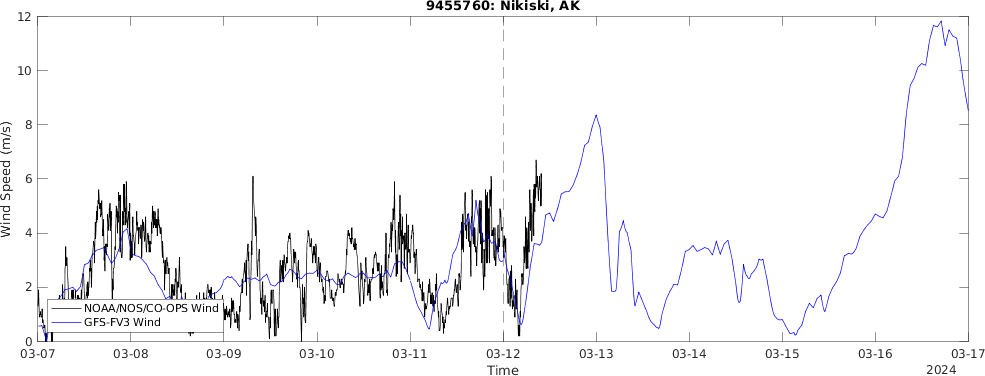 9455760: Nikiski, AK
12
10
8
6
4
2
0
Wind Speed (m/s)
NOAA/NOS/CO-OPS Wind
GFS-FV3 Wind
03-07 03-08 03-09 03-10 03-11 03-12 03-13 03-14 03-15 03-16 03-17
Time
2024